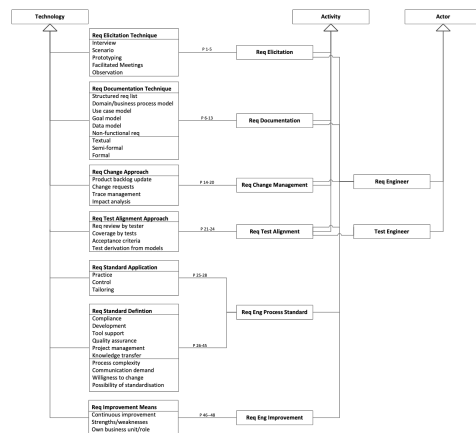 Technology
Activity
Actor
Req Elicitation Technique
Interview
Scenario
Prototyping
Facilitated Meetings
Observation
P 1-5
Req Elicitation
Req Documentation Technique
Structured req list
Domain/business process model
Use case model
Goal model
Data model
Non-functional req
Textual
Semi-formal
Formal
P 6-13
Req Documentation
Req Change Approach
Product backlog update
Change requests
Trace management
Impact analysis
P 14-20
Req Change Management
Req Engineer
Req Test Alignment Approach
Req review by tester
Coverage by tests
Acceptance criteria
Test derivation from models
P 21-24
Req Test Alignment
Test Engineer
Req Standard Application
Practice
Control
Tailoring
P 25-28
Req Standard Defintion
Compliance
Development
Tool support
Quality assurance
Project management
Knowledge transfer
Process complexity
Communication demand
Willigness to change
Possibility of standardisation
P 26-45
Req Eng Process Standard
Req Improvement Means
Continuous improvement
Strengths/weaknesses
Own business unit/role
P 46-48
Req Eng Improvement